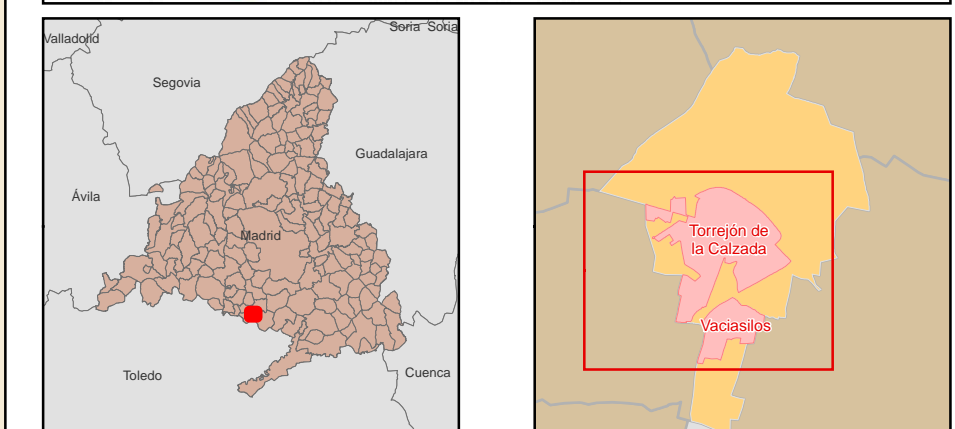 Valladolid
Soria Soria
Segovia
Guadalajara
Ávila
Madrid
Toledo
Cuenca
Torrejón de
la Calzada
Vaciasilos